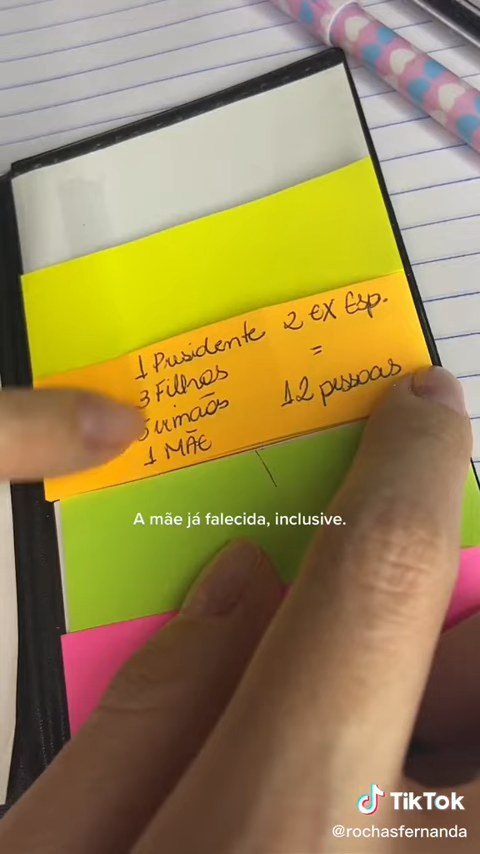 1 Presidente
3 Filhos
5 irmãos
1 MÃE
2 EX Esp.
=
12 pessoas
A mãe já falecida, inclusive.
TikTok
@rochasfernanda